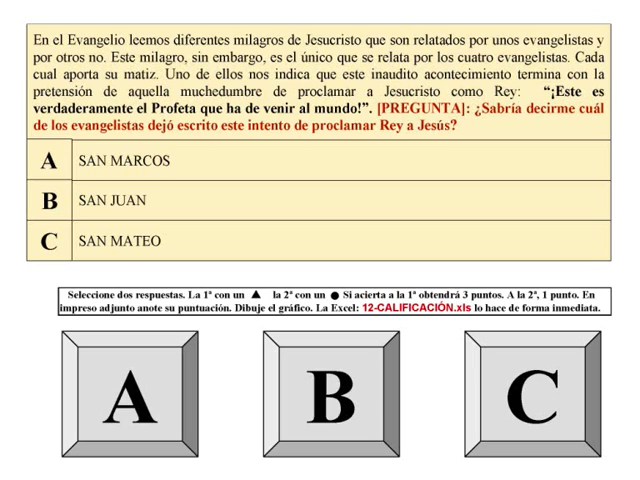 En el Evangelio leemos diferentes milagros de Jesucristo que son relatados por unos evangelistas y
por otros no. Este milagro, sin embargo, es el único que se relata por los cuatro evangelistas. Cada
cual aporta su matiz. Uno de ellos nos indica que este inaudito acontecimiento termina con la
pretensión de aquella muchedumbre de proclamar a Jesucristo como Rey: “¡Este es
verdaderamente el Profeta que ha de venir al mundo!”. [PREGUNTA]: ¿Sabría decirme cuál
de los evangelistas dejó escrito este intento de proclamar Rey a Jesús?
A SAN MARCOS
B SAN JUAN
C SAN MATEO
Seleccione dos respuestas. La 1ª con un ▲ la 2ª con un ● Si acierta a la 1ª obtendrá 3 puntos. A la 2ª, 1 punto. En
impreso adjunto anote su puntuación. Dibuje el gráfico. La Excel: 12-CALIFICACIÓN.xls lo hace de forma inmediata.
A B C